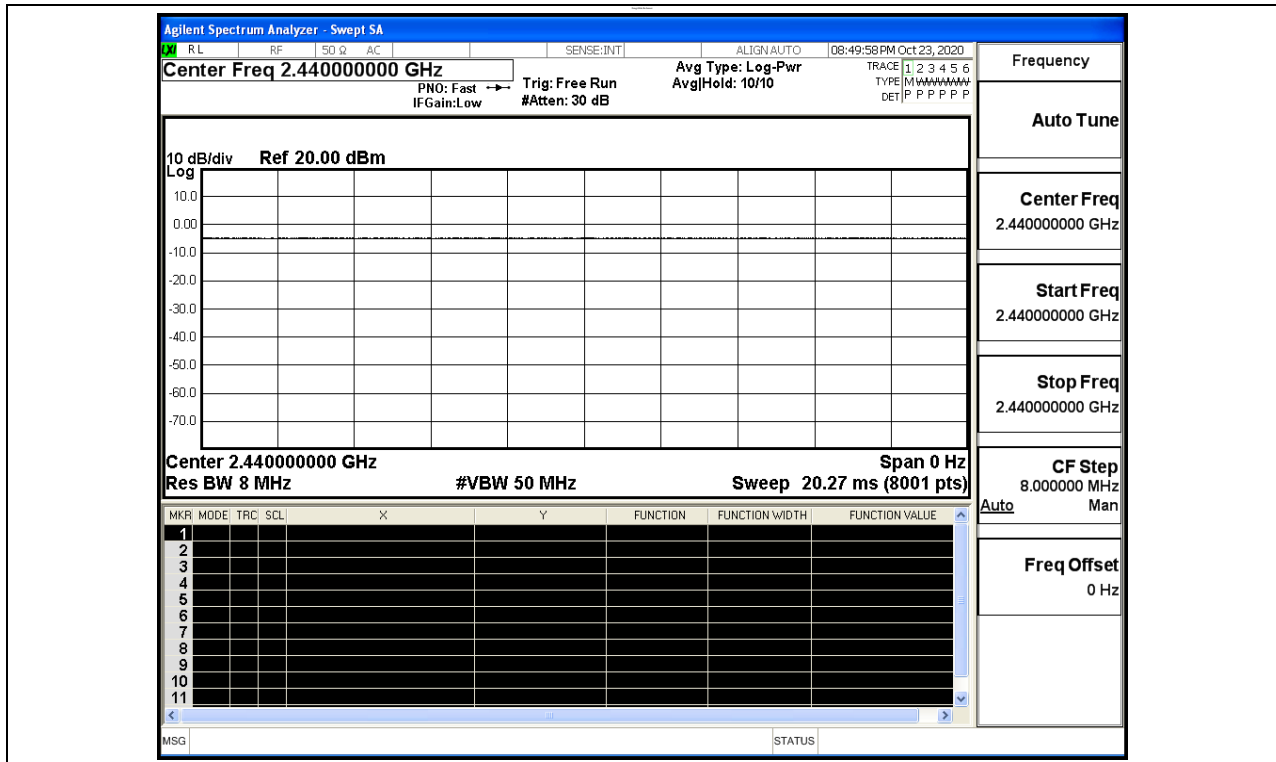 Agilent Spectrum Analyzer - Swept SA
LXI RL RF 50 Ω AC SENSE:INT ALIGN AUTO 08:49:58 PM Oct 23, 2020
Center Freq 2.440000000 GHz
PNO: Fast
IFGain:Low
Trig: Free Run
#Atten: 30 dB
Avg Type: Log-Pwr
Avg|Hold: 10/10
TRACE 1 2 3 4 5 6
TYPE M
DET P P P P P P
10 dB/div Ref 20.00 dBm
Log
10.0
0.00
-10.0
-20.0
-30.0
-40.0
-50.0
-60.0
-70.0
Center 2.440000000 GHz Span 0 Hz
Res BW 8 MHz #VBW 50 MHz Sweep 20.27 ms (8001 pts)
MKR MODE TRC SCL X Y FUNCTION FUNCTION WIDTH FUNCTION VALUE
1
2
3
4
5
6
7
8
9
10
11
MSG STATUS
Frequency
Auto Tune
Center Freq
2.440000000 GHz
Start Freq
2.440000000 GHz
Stop Freq
2.440000000 GHz
CF Step
8.000000 MHz
Auto Man
Freq Offset
0 Hz